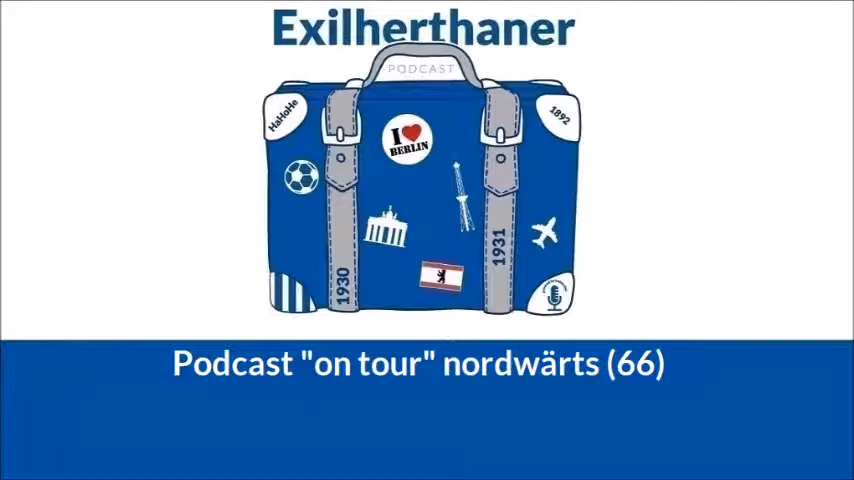 Exilherthaner
PODCAST
HaHoHe
1892
I
BERLIN
1931
1930
Podcast "on tour" nordwärts (66)